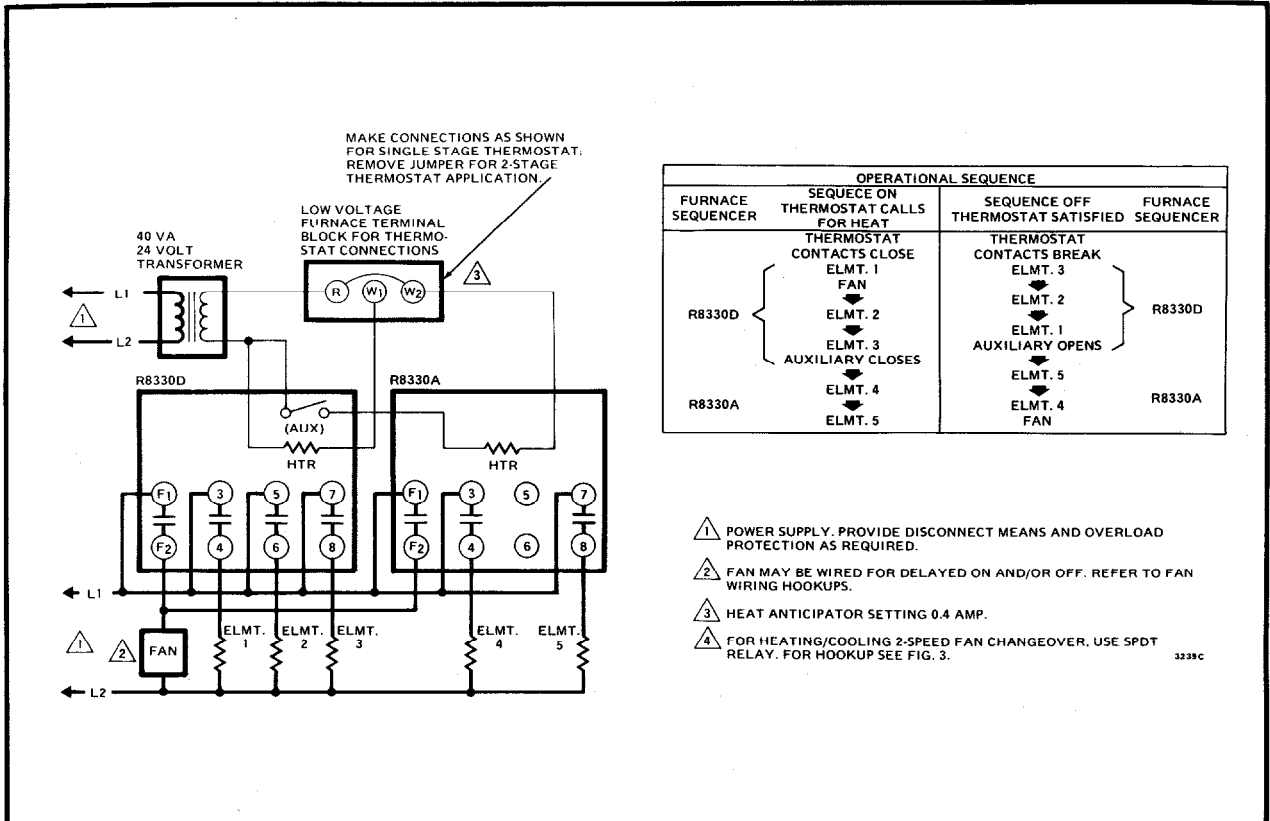 MAKE CONNECTIONS AS SHOWN
FOR SINGLE STAGE THERMOSTAT;
REMOVE JUMPER FOR 2-STAGE
THERMOSTAT APPLICATION.
LOW VOLTAGE
FURNACE TERMINAL
BLOCK FOR THERMO-
STAT CONNECTIONS
40 VA
24 VOLT
TRANSFORMER
L1
1
L2
R W1 W2
3
R8330D
R8330A
(AUX)
HTR
HTR
F1 3 5 7
F1 3 5 7
F2 4 6 8
F2 4 6 8
L1
1
2
FAN
ELMT.
1
ELMT.
2
ELMT.
3
ELMT.
4
ELMT.
5
L2
OPERATIONAL SEQUENCE
FURNACE
SEQUENCER
SEQUECE ON
THERMOSTAT CALLS
FOR HEAT
SEQUENCE OFF
THERMOSTAT SATISFIED
FURNACE
SEQUENCER
R8330D
THERMOSTAT
CONTACTS CLOSE
ELMT. 1
FAN
ELMT. 2
ELMT. 3
AUXILIARY CLOSES
R8330A
ELMT. 4
ELMT. 5
THERMOSTAT
CONTACTS BREAK
ELMT. 3
ELMT. 2
ELMT. 1
AUXILIARY OPENS
R8330D
ELMT. 5
ELMT. 4
FAN
R8330A
1 POWER SUPPLY. PROVIDE DISCONNECT MEANS AND OVERLOAD
PROTECTION AS REQUIRED.
2 FAN MAY BE WIRED FOR DELAYED ON AND/OR OFF. REFER TO FAN
WIRING HOOKUPS.
3 HEAT ANTICIPATOR SETTING 0.4 AMP.
4 FOR HEATING/COOLING 2-SPEED FAN CHANGEOVER, USE SPDT
RELAY. FOR HOOKUP SEE FIG. 3.
3239C